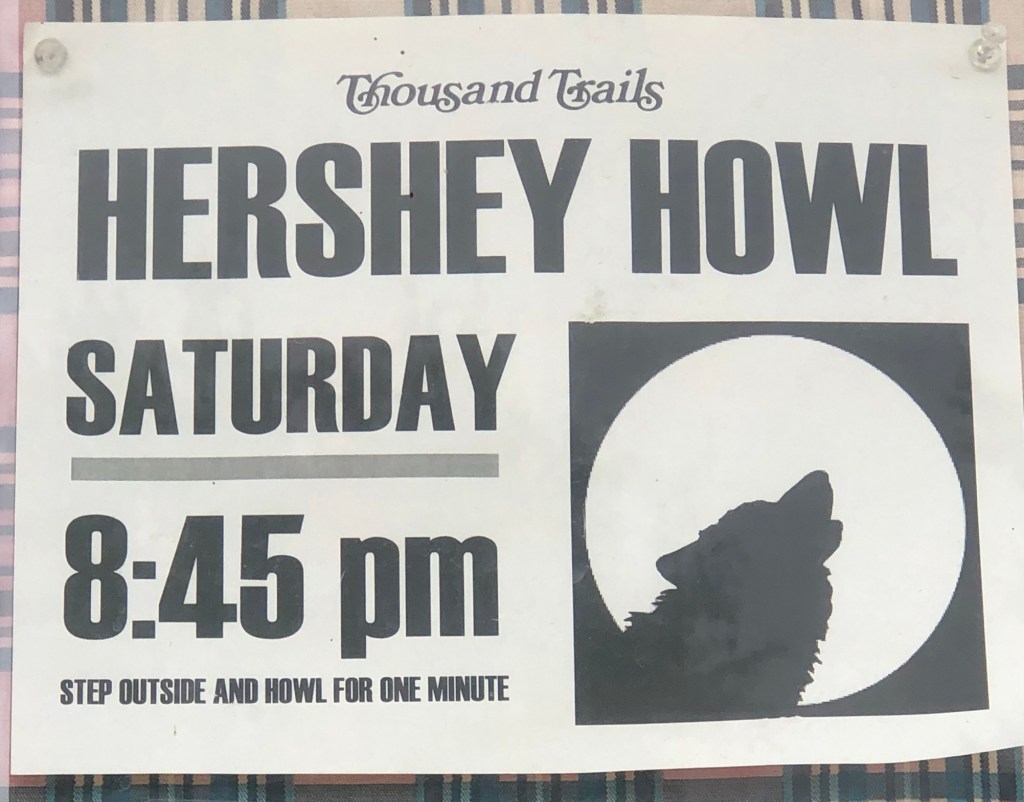 Thousand Trails
HERSHEY HOWL
SATURDAY
8:45 pm
STEP OUTSIDE AND HOWL FOR ONE MINUTE